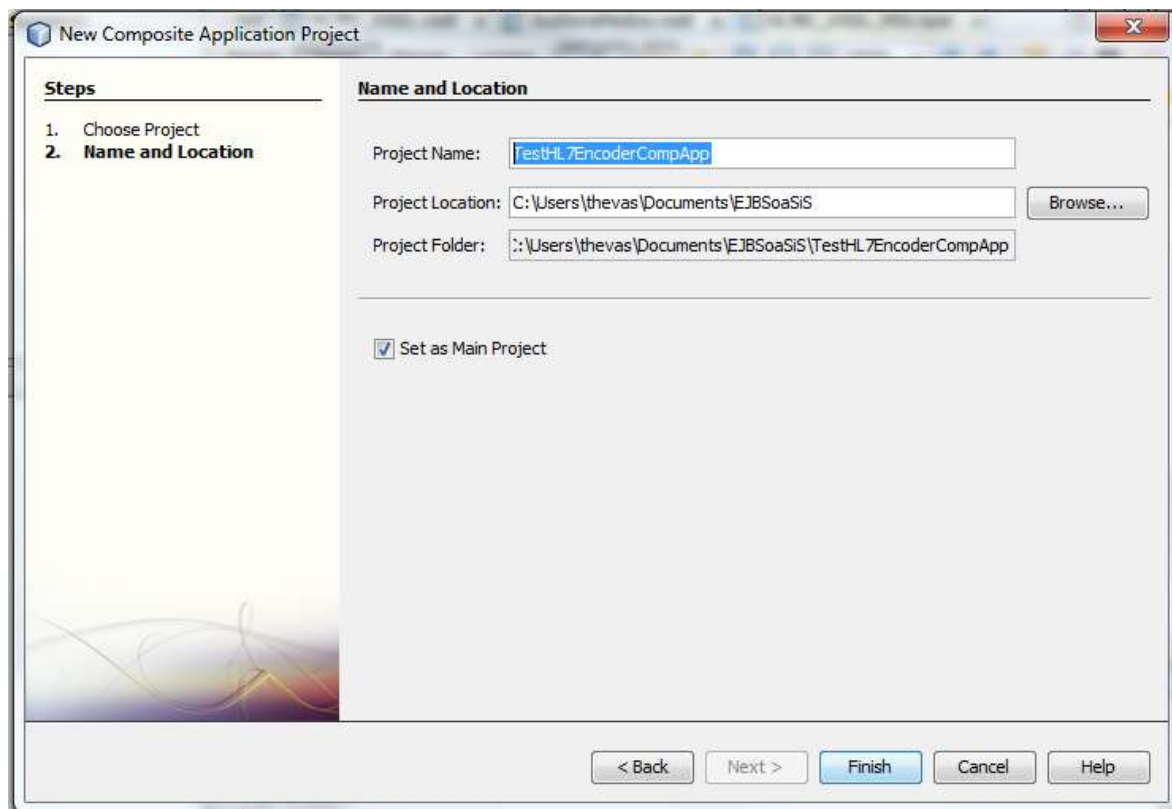 New Composite Application Project
Steps
1. Choose Project
2. Name and Location
Name and Location
Project Name: TestHL7EncoderCompApp
Project Location: C:\Users\thevas\Documents\EJBSoaSiS Browse...
Project Folder: :\Users\thevas\Documents\EJBSoaSiS\TestHL7EncoderCompApp
Set as Main Project
< Back Next > Finish Cancel Help